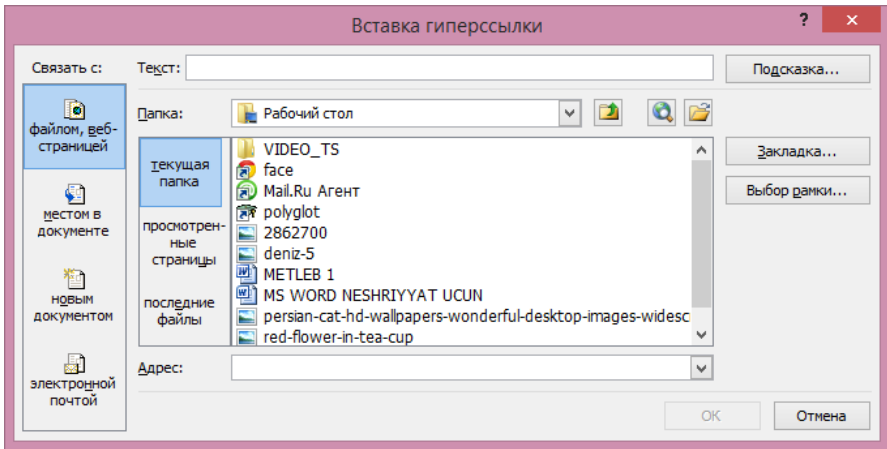 Вставка гиперссылки
?
Связать с:
Текст:
Подсказка...
файлом, веб-
страницей
Папка:
Рабочий стол
местом в
документе
новым
документом
электронной
почтой
текущая
папка
просмотрен-
ные
страницы
последние
файлы
VIDEO_TS
face
Mail.Ru Агент
polyglot
2862700
deniz-5
METLEB 1
MS WORD NESHRIYYAT UCUN
persian-cat-hd-wallpapers-wonderful-desktop-images-widesc
red-flower-in-tea-cup
Закладка...
Выбор рамки...
Адрес:
ОК
Отмена